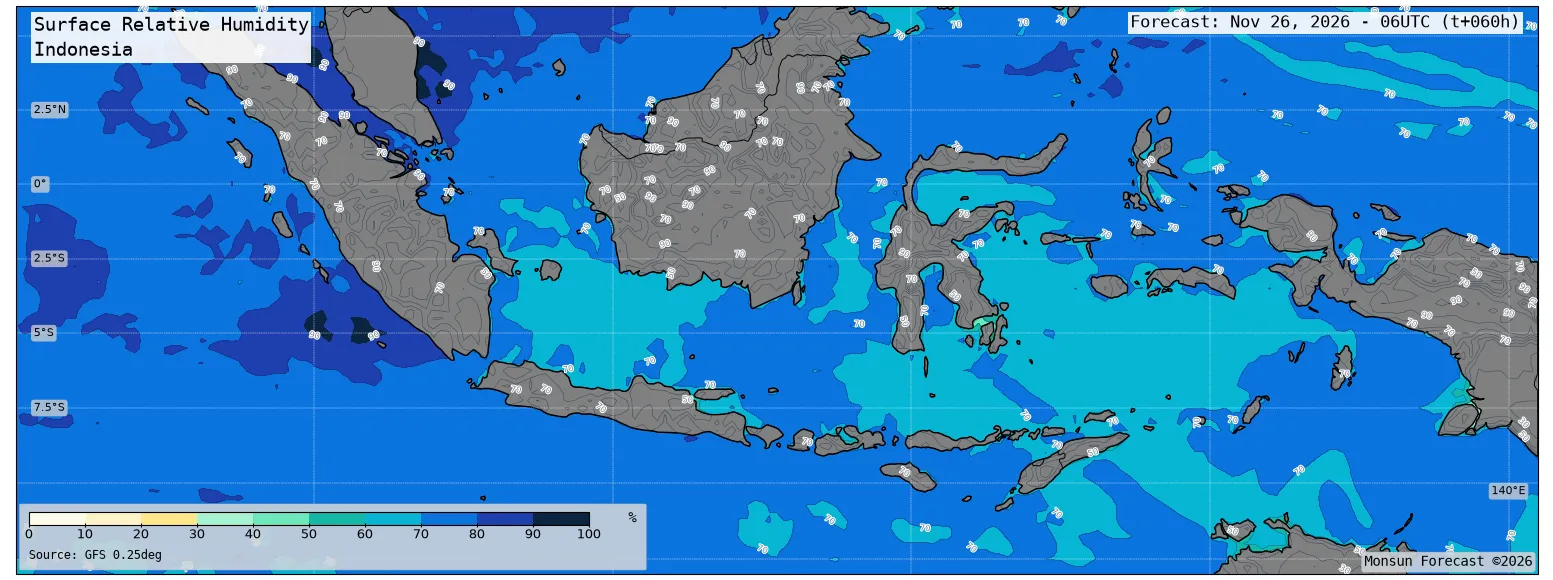 Surface Relative Humidity
Indonesia
Forecast: Nov 26, 2026 - 06UTC (t+060h)
2.5°N
0°
2.5°S
5°S
7.5°S
140°E
%
0 10 20 30 40 50 60 70 80 90 100
Source: GFS 0.25deg
Monsun Forecast ©2026